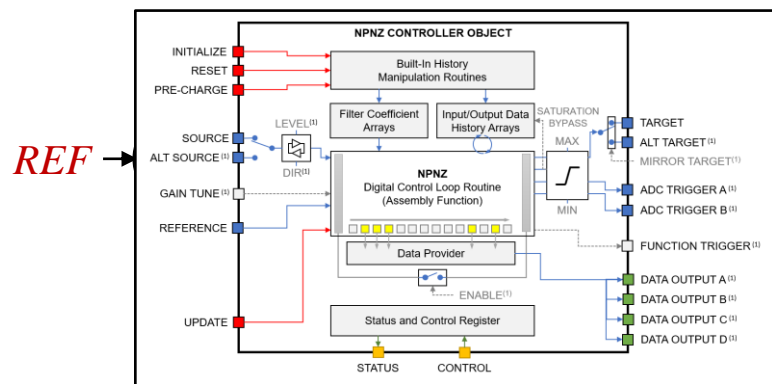 NPNZ CONTROLLER OBJECT
INITIALIZE
RESET
PRE-CHARGE
Built-In History
Manipulation Routines
Filter Coefficient
Arrays
Input/Output Data
History Arrays
SATURATION
BYPASS
LEVEL(1)
SOURCE
ALT SOURCE(1)
DIR(1)
REF
GAIN TUNE(1)
REFERENCE
NPNZ
Digital Control Loop Routine
(Assembly Function)
MAX
MIN
TARGET
ALT TARGET(1)
MIRROR TARGET(1)
ADC TRIGGER A(1)
ADC TRIGGER B(1)
FUNCTION TRIGGER(1)
Data Provider
ENABLE(1)
DATA OUTPUT A(1)
DATA OUTPUT B(1)
DATA OUTPUT C(1)
DATA OUTPUT D(1)
UPDATE
Status and Control Register
STATUS
CONTROL